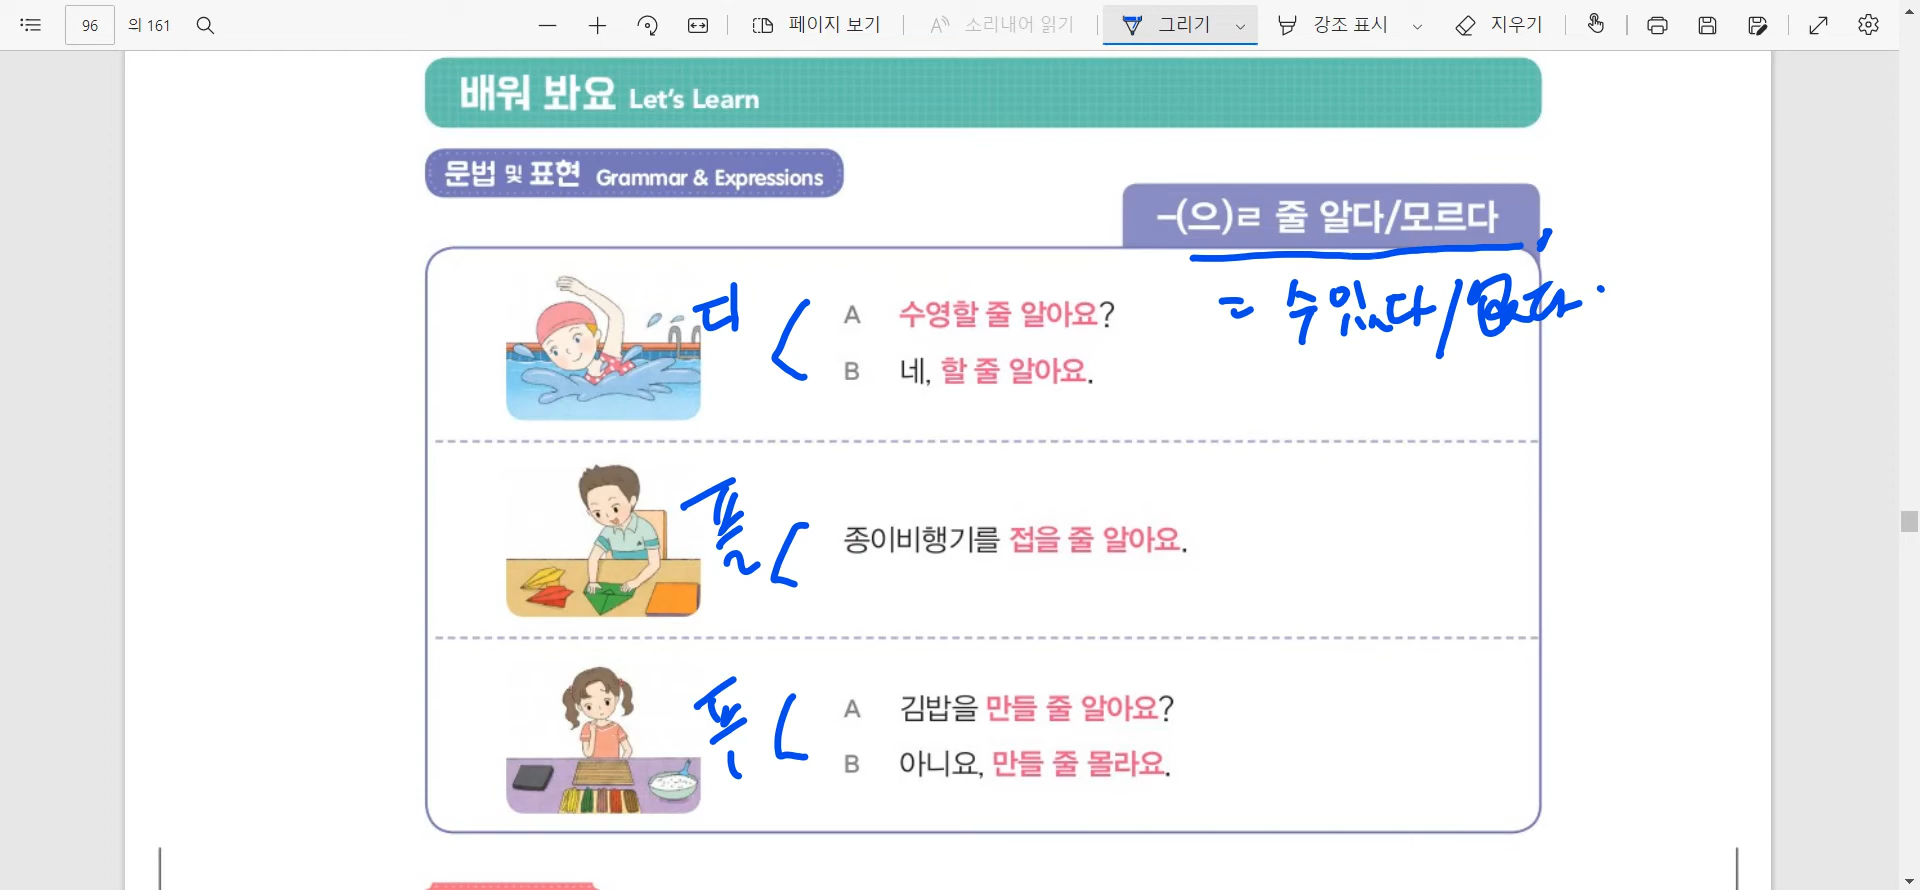 96 의 161 페이지 보기 소리내어 읽기 그리기 강조 표시 지우기
배워 봐요 Let's Learn
문법 및 표현 Grammar & Expressions
-(으)ㄹ 줄 알다/모르다
= 수있다/없다.
디
A 수영할 줄 알아요?
B 네, 할 줄 알아요.
종이비행기를 접을 줄 알아요.
A 김밥을 만들 줄 알아요?
B 아니요, 만들 줄 몰라요.